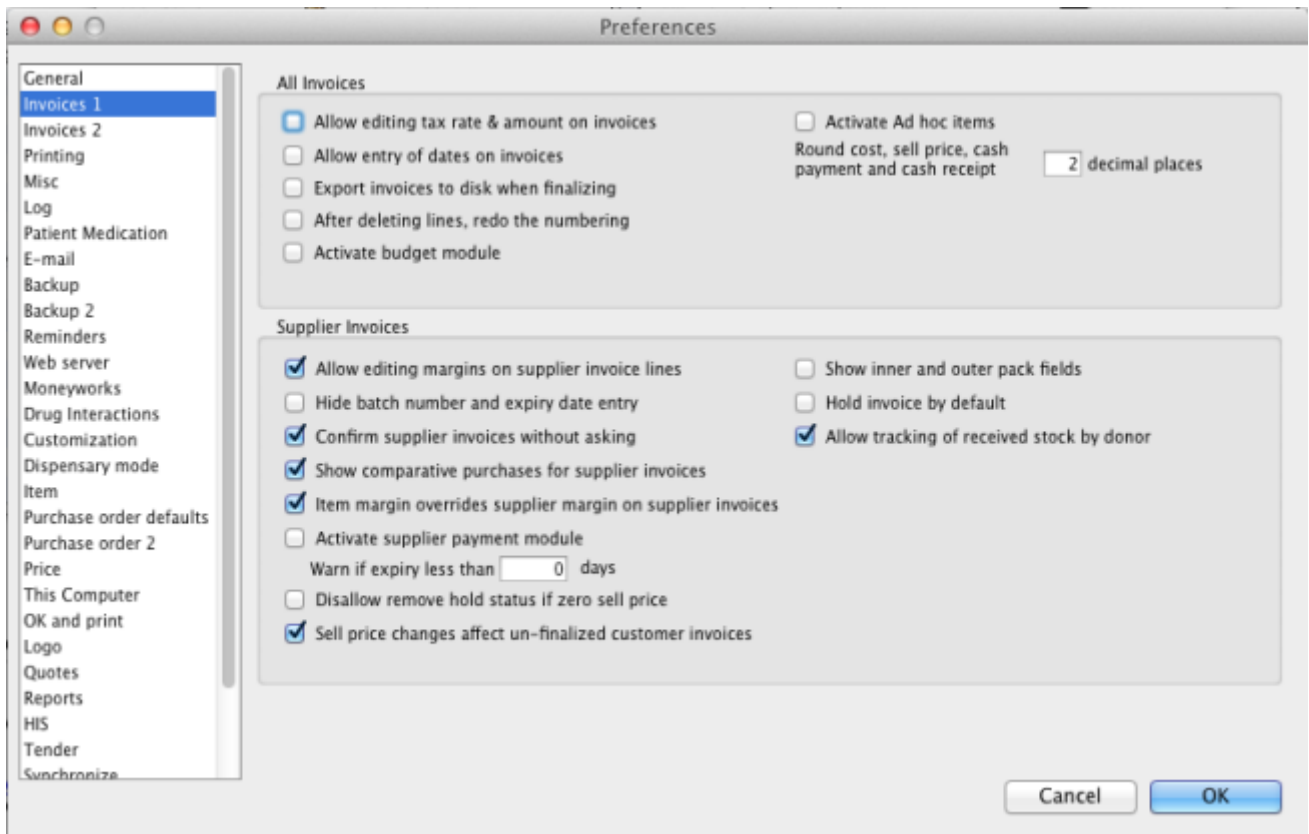 Preferences
General
Invoices 1
Invoices 2
Printing
Misc
Log
Patient Medication
E-mail
Backup
Backup 2
Reminders
Web server
Moneyworks
Drug Interactions
Customization
Dispensary mode
Item
Purchase order defaults
Purchase order 2
Price
This Computer
OK and print
Logo
Quotes
Reports
HIS
Tender
Synchronize
All Invoices
Allow editing tax rate & amount on invoices
Allow entry of dates on invoices
Export invoices to disk when finalizing
After deleting lines, redo the numbering
Activate budget module
Activate Ad hoc items
Round cost, sell price, cash
payment and cash receipt 2 decimal places
Supplier Invoices
Allow editing margins on supplier invoice lines
Hide batch number and expiry date entry
Confirm supplier invoices without asking
Show comparative purchases for supplier invoices
Item margin overrides supplier margin on supplier invoices
Activate supplier payment module
Warn if expiry less than 0 days
Disallow remove hold status if zero sell price
Sell price changes affect un-finalized customer invoices
Show inner and outer pack fields
Hold invoice by default
Allow tracking of received stock by donor
Cancel
OK